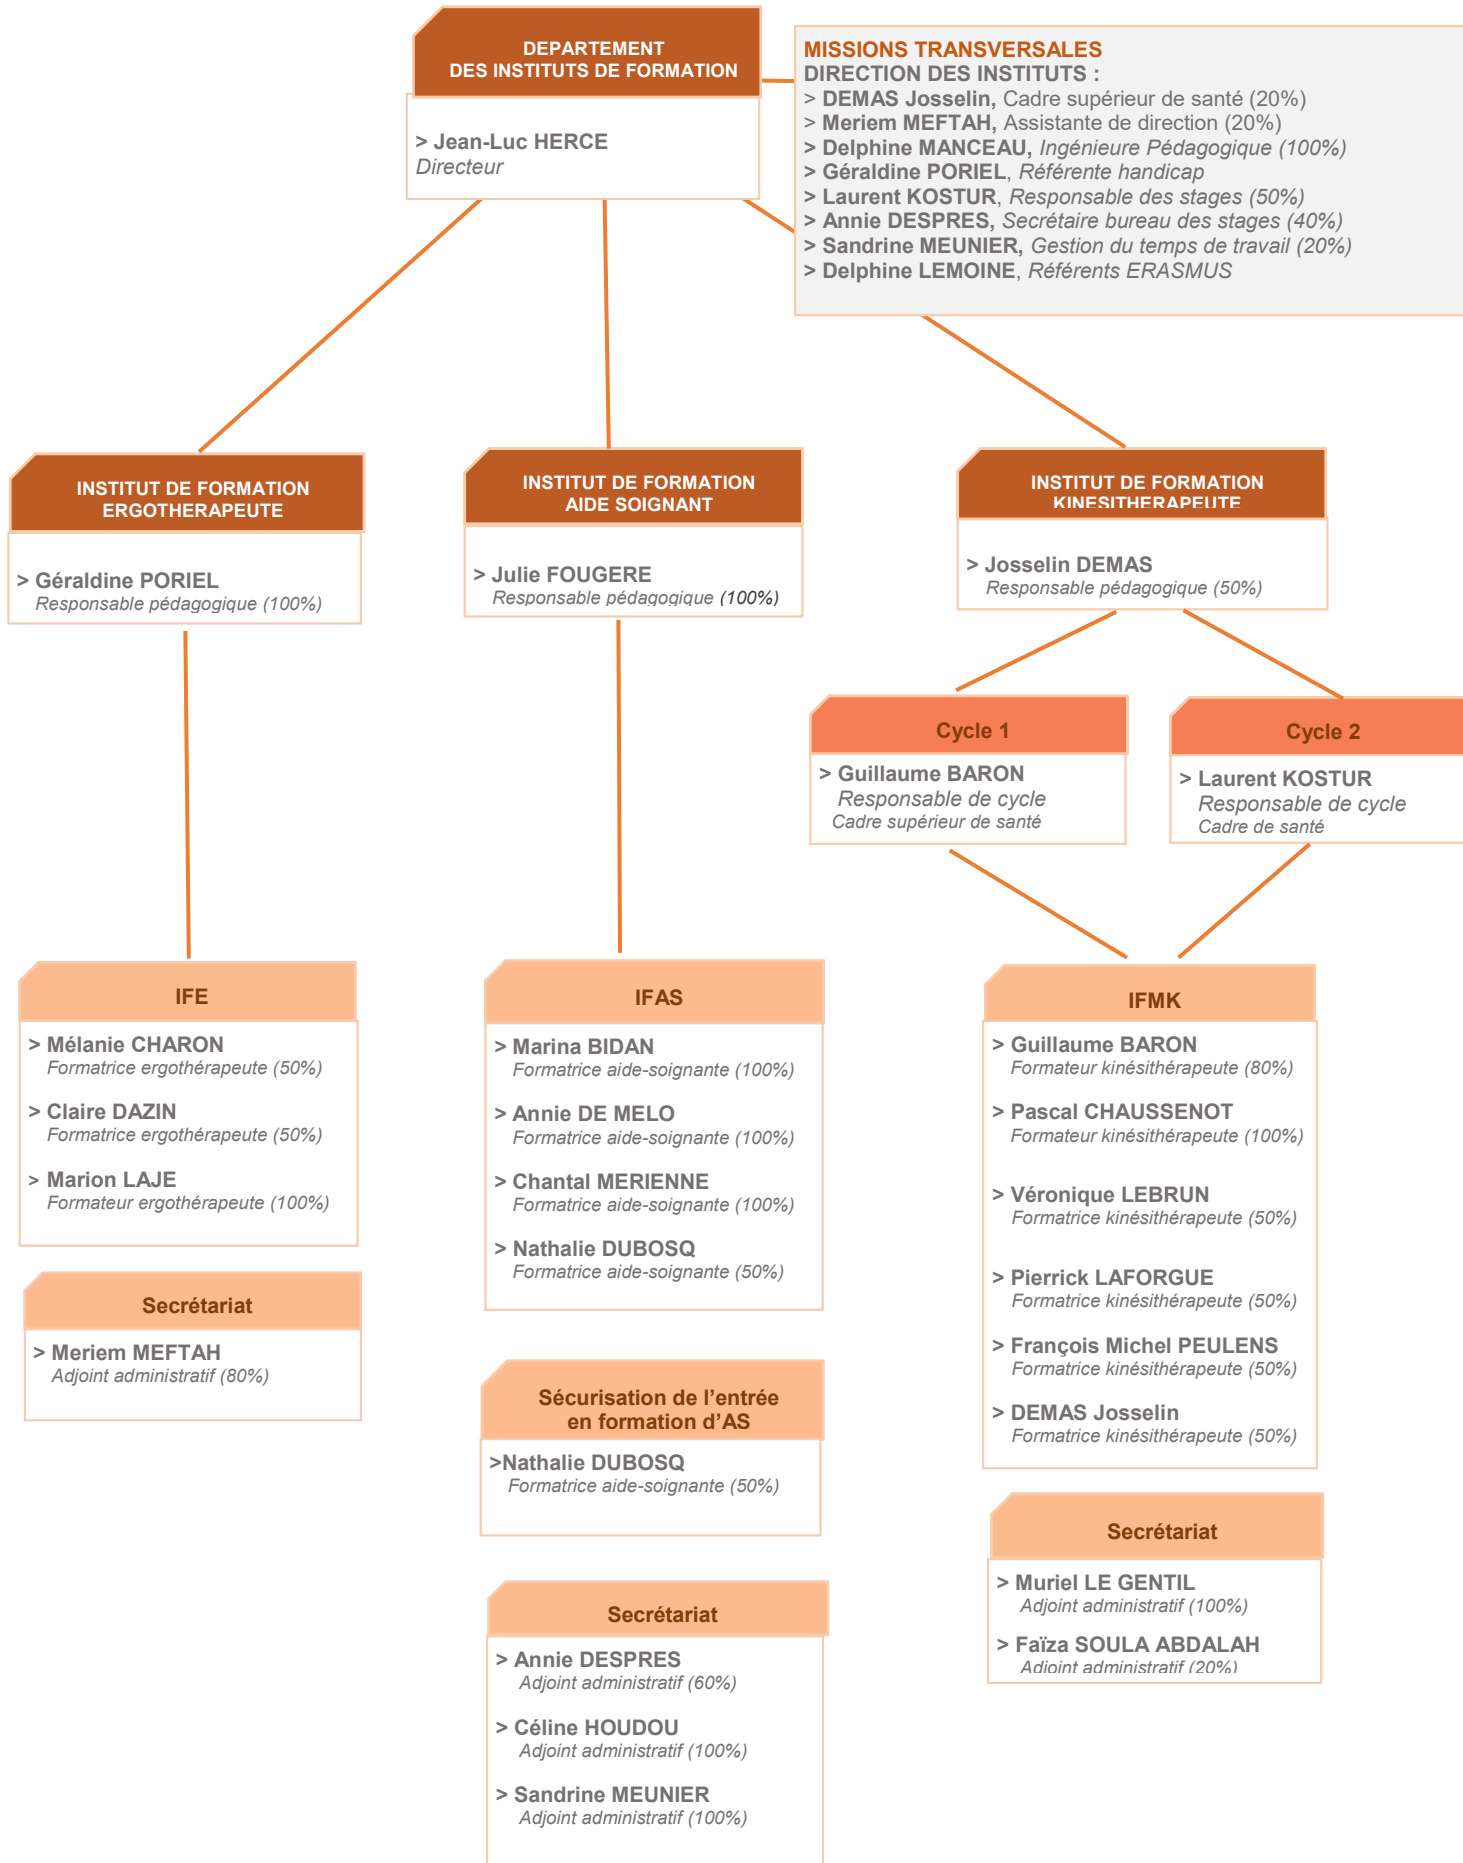 DEPARTEMENT
DES INSTITUTS DE FORMATION
> Jean-Luc HERCE
Directeur
MISSIONS TRANSVERSALES
DIRECTION DES INSTITUTS :
> DEMAS Josselin, Cadre supérieur de santé (20%)
> Meriem MEFTAH, Assistante de direction (20%)
> Delphine MANCEAU, Ingénieure Pédagogique (100%)
> Géraldine PORIEL, Référente handicap
> Laurent KOSTUR, Responsable des stages (50%)
> Annie DESPRES, Secrétaire bureau des stages (40%)
> Sandrine MEUNIER, Gestion du temps de travail (20%)
> Delphine LEMOINE, Référents ERASMUS
INSTITUT DE FORMATION
ERGOTHERAPEUTE
> Géraldine PORIEL
Responsable pédagogique (100%)
INSTITUT DE FORMATION
AIDE SOIGNANT
> Julie FOUGERE
Responsable pédagogique (100%)
INSTITUT DE FORMATION
KINESITHERAPEUTE
> Josselin DEMAS
Responsable pédagogique (50%)
Cycle 1
> Guillaume BARON
Responsable de cycle
Cadre supérieur de santé
Cycle 2
> Laurent KOSTUR
Responsable de cycle
Cadre de santé
IFE
> Mélanie CHARON
Formatrice ergothérapeute (50%)
> Claire DAZIN
Formatrice ergothérapeute (50%)
> Marion LAJE
Formateur ergothérapeute (100%)
Secrétariat
> Meriem MEFTAH
Adjoint administratif (80%)
IFAS
> Marina BIDAN
Formatrice aide-soignante (100%)
> Annie DE MELO
Formatrice aide-soignante (100%)
> Chantal MERIENNE
Formatrice aide-soignante (100%)
> Nathalie DUBOSQ
Formatrice aide-soignante (50%)
Sécurisation de l'entrée
en formation d'AS
>Nathalie DUBOSQ
Formatrice aide-soignante (50%)
Secrétariat
> Annie DESPRES
Adjoint administratif (60%)
> Céline HOUDOU
Adjoint administratif (100%)
> Sandrine MEUNIER
Adjoint administratif (100%)
IFMK
> Guillaume BARON
Formateur kinésithérapeute (80%)
> Pascal CHAUSSENOT
Formateur kinésithérapeute (100%)
> Véronique LEBRUN
Formatrice kinésithérapeute (50%)
> Pierrick LAFORGUE
Formatrice kinésithérapeute (50%)
> François Michel PEULENS
Formatrice kinésithérapeute (50%)
> DEMAS Josselin
Formatrice kinésithérapeute (50%)
Secrétariat
> Muriel LE GENTIL
Adjoint administratif (100%)
> Faïza SOULA ABDALAH
Adjoint administratif (20%)